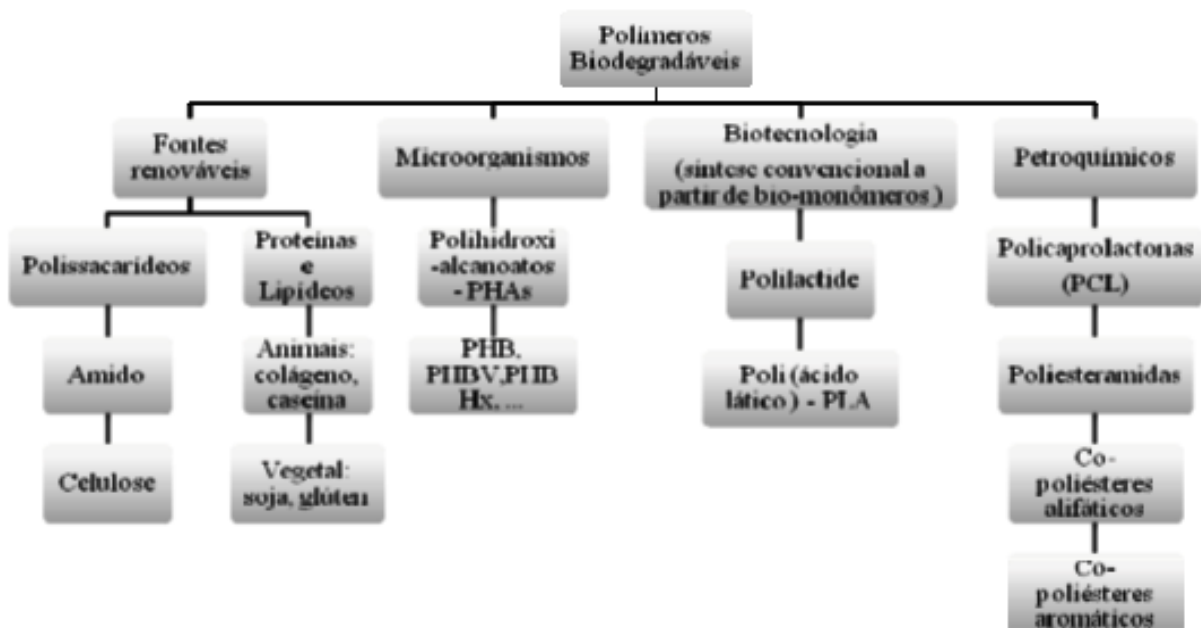 Polímeros
Biodegradáveis
Fontes
renováveis
Microorganismos
Biotecnologia
(síntese convencional a
partir de bio-monômeros )
Petroquímicos
Polissacarídeos
Proteínas
e
Lipídeos
Polihidroxi
-alcanoatos
- PHAs
Polilactide
Policaprolactonas
(PCL)
Amido
Animais:
colágeno,
caseína
PHB,
PHBV,PHB
Hx, ...
Poli (ácido
lático ) - PLA
Poliesteramidas
Celulose
Vegetal:
soja, glúten
Co-
poliésteres
alifáticos
Co-
poliésteres
aromáticos